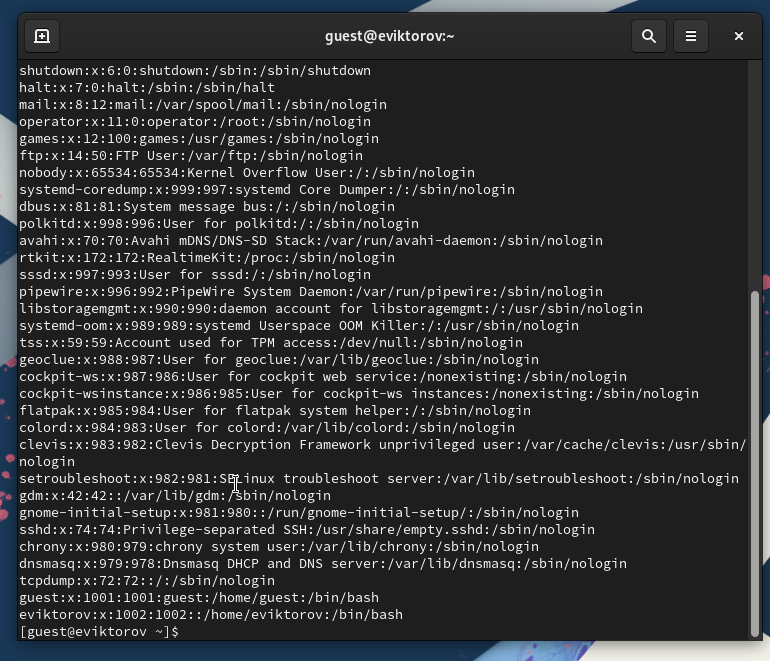 guest@eviktorov:~
shutdown:x:6:0:shutdown:/sbin:/sbin/shutdown
halt:x:7:0:halt:/sbin:/sbin/halt
mail:x:8:12:mail:/var/spool/mail:/sbin/nologin
operator:x:11:0:operator:/root:/sbin/nologin
games:x:12:100:games:/usr/games:/sbin/nologin
ftp:x:14:50:FTP User:/var/ftp:/sbin/nologin
nobody:x:65534:65534:Kernel Overflow User:/:/sbin/nologin
systemd-coredump:x:999:997:systemd Core Dumper:/:/sbin/nologin
dbus:x:81:81:System message bus:/:/sbin/nologin
polkitd:x:998:996:User for polkitd:/:/sbin/nologin
avahi:x:70:70:Avahi mDNS/DNS-SD Stack:/var/run/avahi-daemon:/sbin/nologin
rtkit:x:172:172:RealtimeKit:/proc:/sbin/nologin
sssd:x:997:993:User for sssd:/:/sbin/nologin
pipewire:x:996:992:PipeWire System Daemon:/var/run/pipewire:/sbin/nologin
libstoragemgmt:x:990:990:daemon account for libstoragemgmt:/:/usr/sbin/nologin
systemd-oom:x:989:989:systemd Userspace OOM Killer:/:/usr/sbin/nologin
tss:x:59:59:Account used for TPM access:/dev/null:/sbin/nologin
geoclue:x:988:987:User for geoclue:/var/lib/geoclue:/sbin/nologin
cockpit-ws:x:987:986:User for cockpit web service:/nonexisting:/sbin/nologin
cockpit-wsinstance:x:986:985:User for cockpit-ws instances:/nonexisting:/sbin/nologin
flatpak:x:985:984:User for flatpak system helper:/:/sbin/nologin
colord:x:984:983:User for colord:/var/lib/colord:/sbin/nologin
clevis:x:983:982:Clevis Decryption Framework unprivileged user:/var/cache/clevis:/usr/sbin/
nologin
setroubleshoot:x:982:981:SELinux troubleshoot server:/var/lib/setroubleshoot:/sbin/nologin
gdm:x:42:42::/var/lib/gdm:/sbin/nologin
gnome-initial-setup:x:981:980::/run/gnome-initial-setup/:/sbin/nologin
sshd:x:74:74:Privilege-separated SSH:/usr/share/empty.sshd:/sbin/nologin
chrony:x:980:979:chrony system user:/var/lib/chrony:/sbin/nologin
dnsmasq:x:979:978:Dnsmasq DHCP and DNS server:/var/lib/dnsmasq:/sbin/nologin
tcpdump:x:72:72::/:/sbin/nologin
guest:x:1001:1001:guest:/home/guest:/bin/bash
eviktorov:x:1002:1002::/home/eviktorov:/bin/bash
[guest@eviktorov ~]$